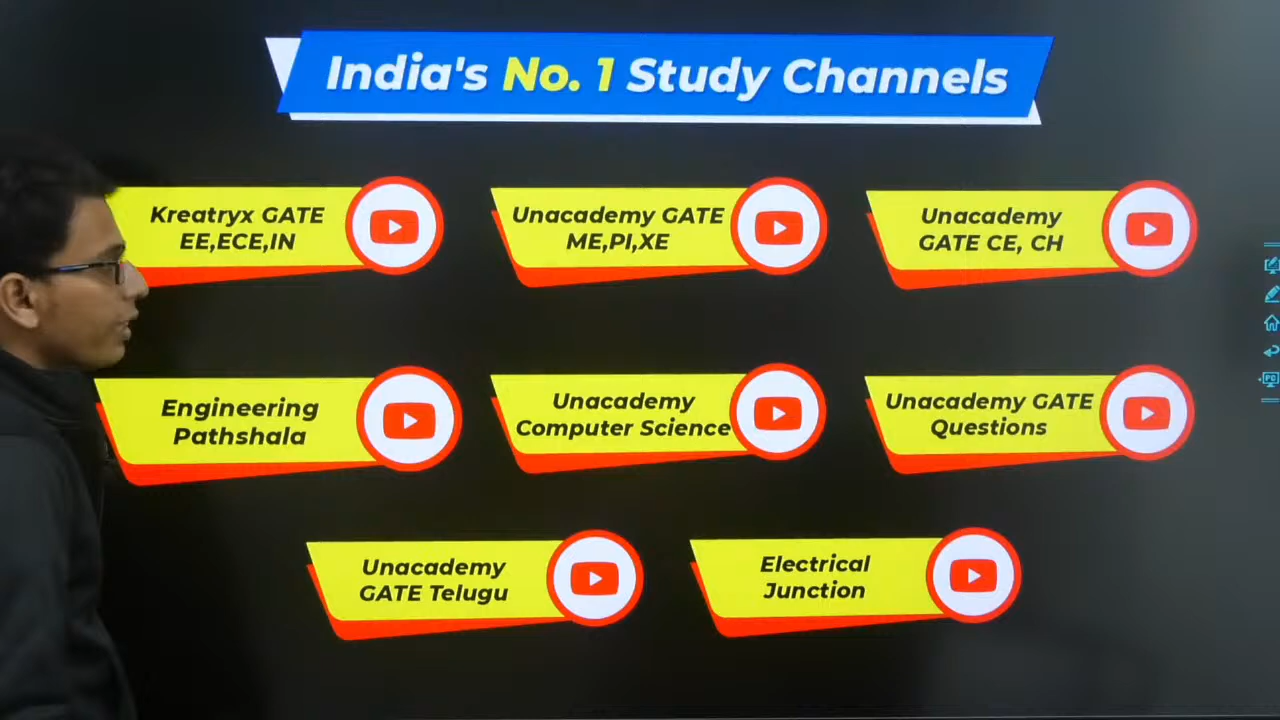 India's No. 1 Study Channels
Kreatryx GATE
EE,ECE,IN
Unacademy GATE
ME,PI,XE
Unacademy
GATE CE, CH
Engineering
Pathshala
Unacademy
Computer Science
Unacademy GATE
Questions
Unacademy
GATE Telugu
Electrical
Junction
PC